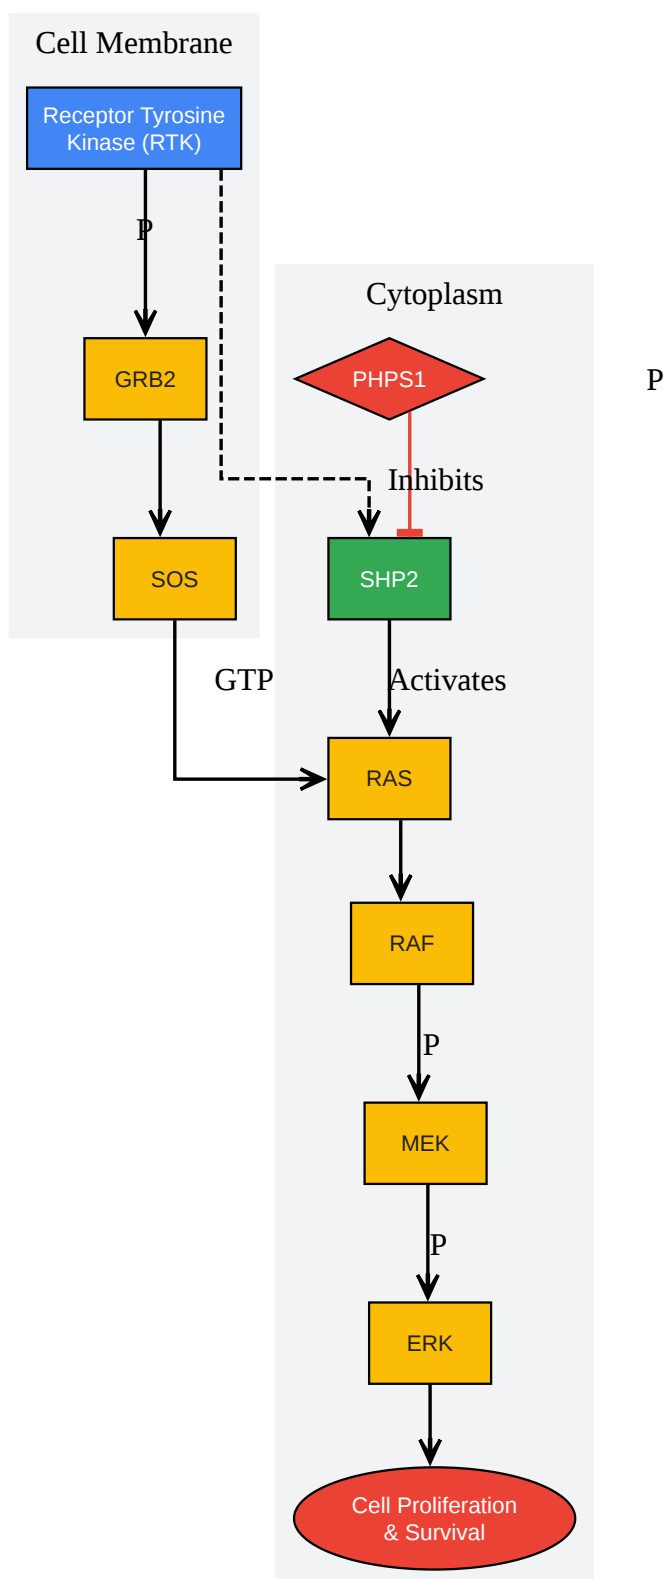 Cell Membrane
Receptor Tyrosine
Kinase (RTK)
P
Cytoplasm
GRB2
PHPS1
P
Inhibits
SOS
SHP2
GTP
Activates
RAS
RAF
P
MEK
P
ERK
Cell Proliferation
& Survival